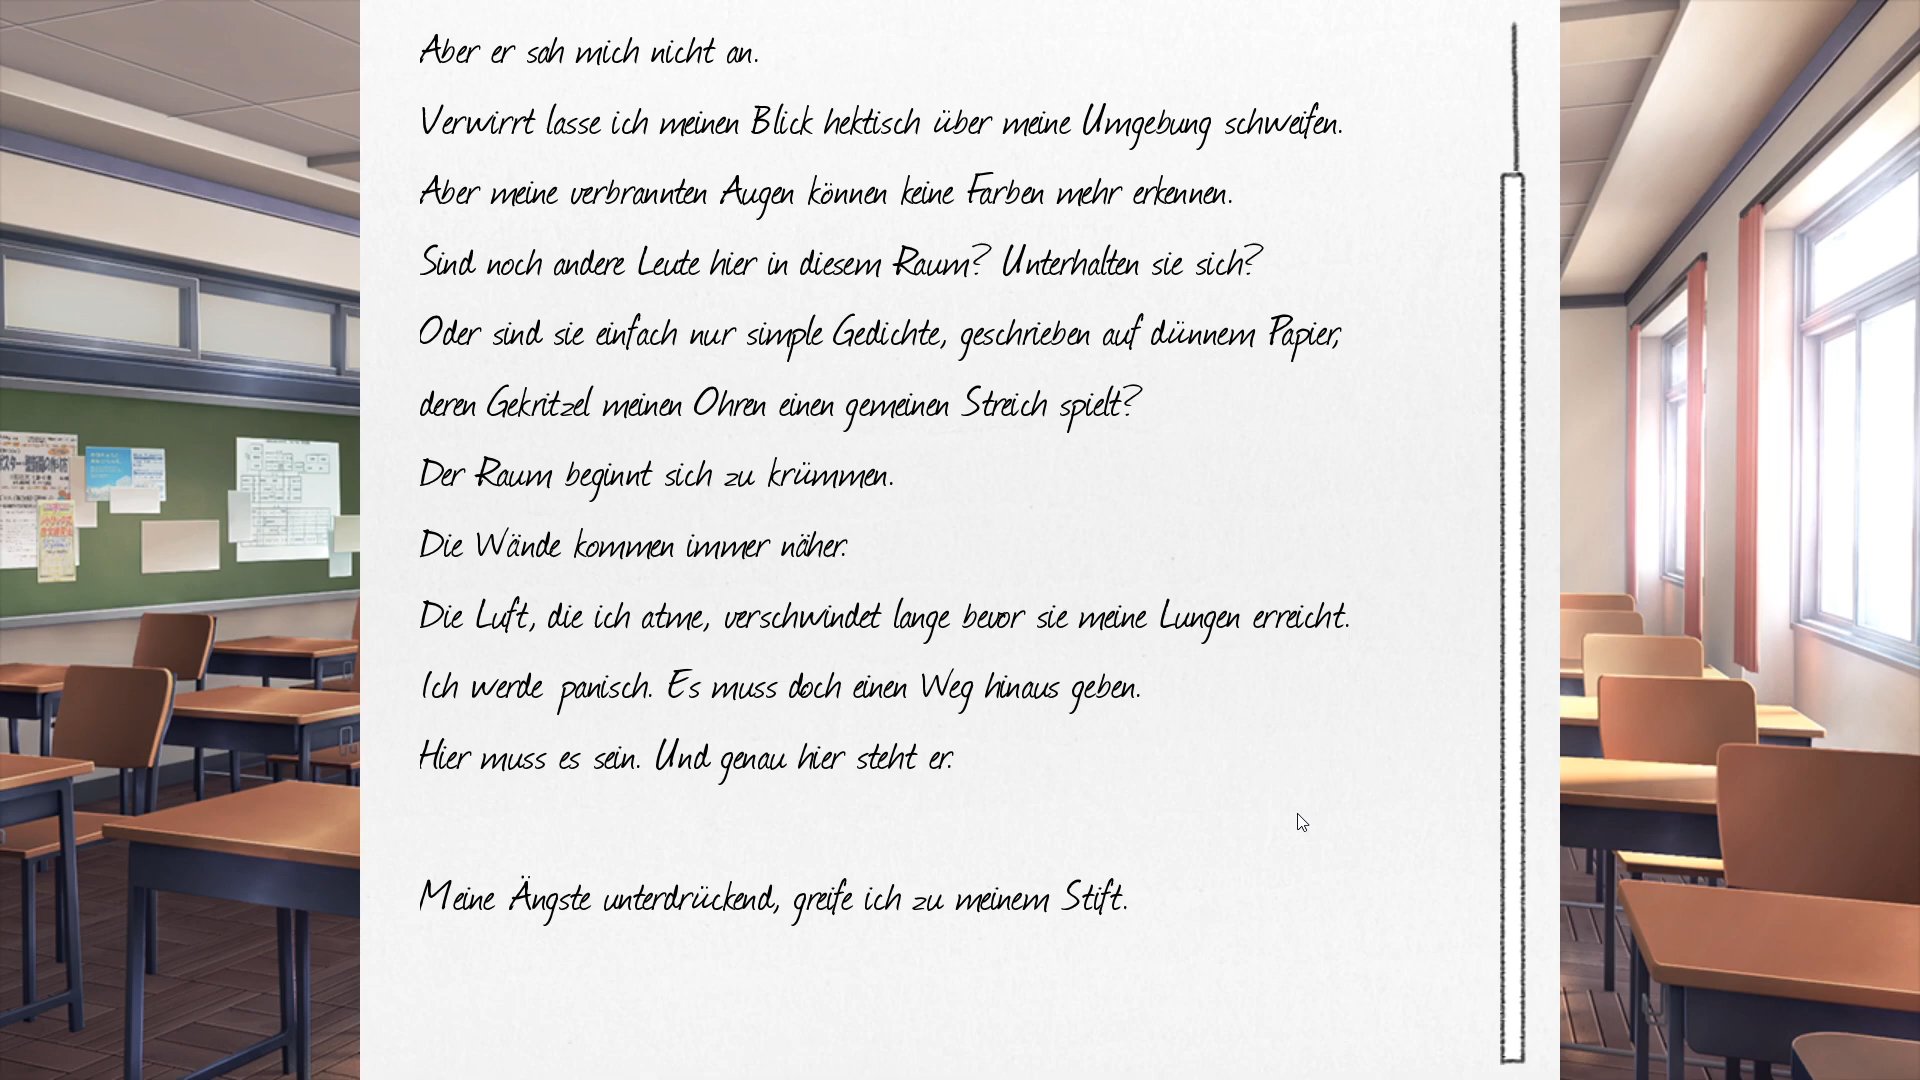 Aber er sah mich nicht an.
Verwirrt lasse ich meinen Blick hektisch über meine Umgebung schweifen.
Aber meine verbrannten Augen können keine Farben mehr erkennen.
Sind noch andere Leute hier in diesem Raum? Unterhalten sie sich?
Oder sind sie einfach nur simple Gedichte, geschrieben auf dünnem Papier,
deren Gekritzel meinen Ohren einen gemeinen Streich spielt?
Der Raum beginnt sich zu krümmen.
Die Wände kommen immer näher.
Die Luft, die ich atme, verschwindet lange bevor sie meine Lungen erreicht.
Ich werde panisch. Es muss doch einen Weg hinaus geben.
Hier muss es sein. Und genau hier steht er.
Meine Ängste unterdrückend, greife ich zu meinem Stift.